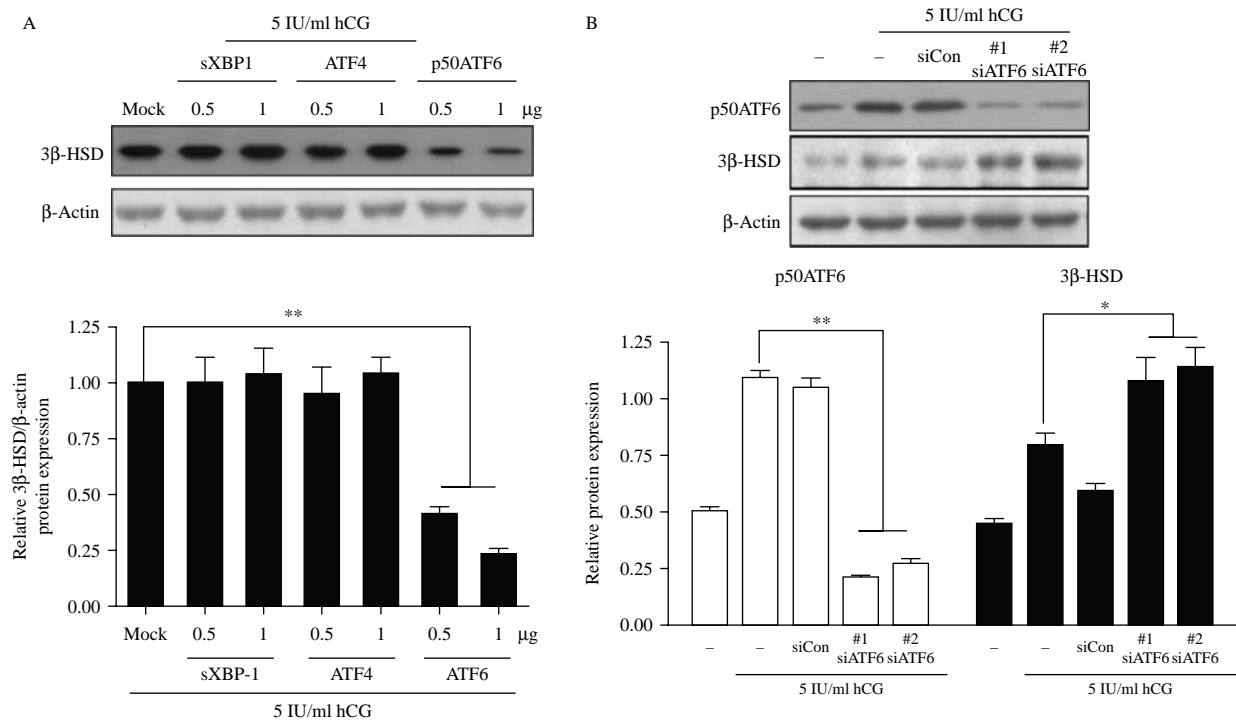 A
5 IU/ml hCG
sXBP1 ATF4 p50ATF6
Mock 0.5 1 0.5 1 0.5 1 μg
3β-HSD
β-Actin
**
1.25
1.00
0.75
0.50
0.25
0.00
Relative 3β-HSD/β-actin
protein expression
Mock 0.5 1 0.5 1 0.5 1 μg
sXBP-1 ATF4 ATF6
5 IU/ml hCG
B
5 IU/ml hCG
– – siCon #1 siATF6 #2 siATF6
p50ATF6
3β-HSD
β-Actin
p50ATF6 3β-HSD
** *
1.25
1.00
0.75
0.50
0.25
0.00
Relative protein expression
– – siCon #1 siATF6 #2 siATF6 – – siCon #1 siATF6 #2 siATF6
5 IU/ml hCG 5 IU/ml hCG